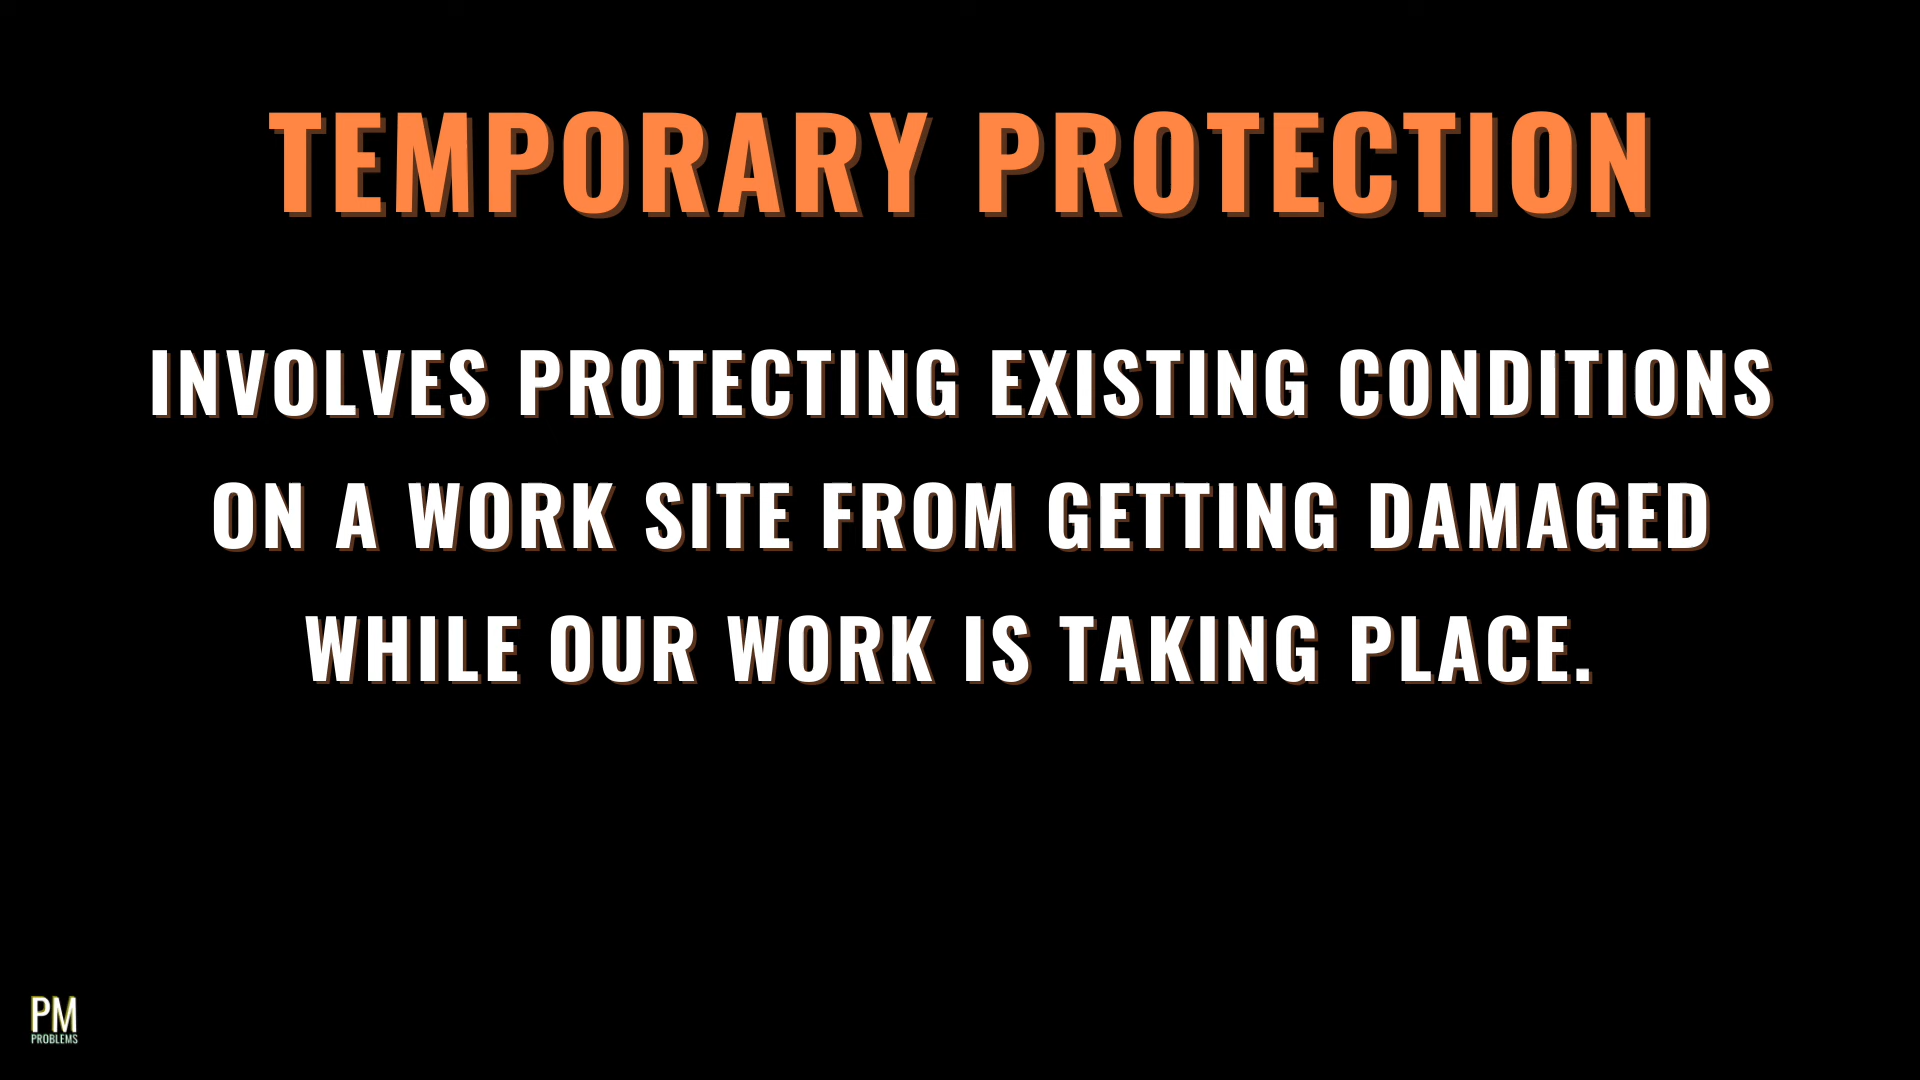 TEMPORARY PROTECTION
INVOLVES PROTECTING EXISTING CONDITIONS
ON A WORK SITE FROM GETTING DAMAGED
WHILE OUR WORK IS TAKING PLACE.
PM
PROBLEMS